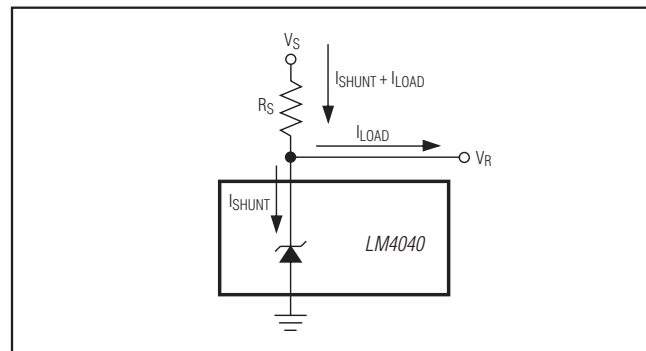 VS
ISHUNT + ILOAD
RS
ILOAD
VR
ISHUNT
LM4040